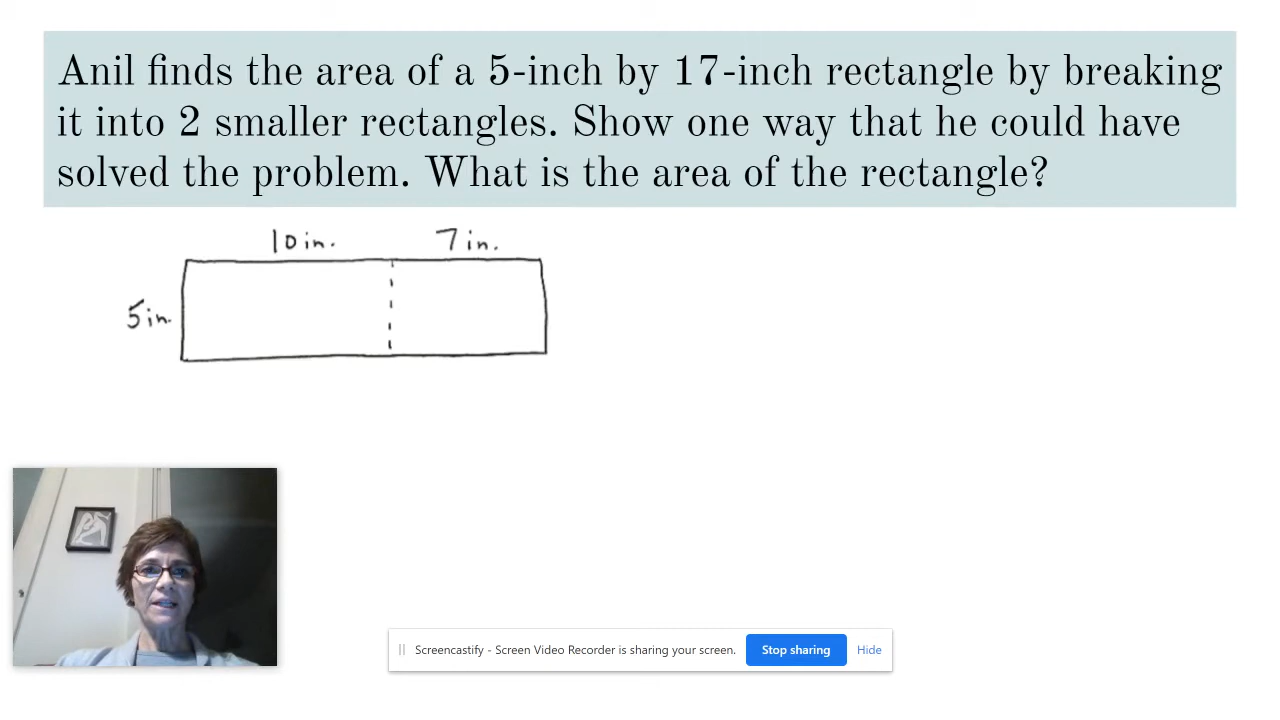 Anil finds the area of a 5-inch by 17-inch rectangle by breaking
it into 2 smaller rectangles. Show one way that he could have
solved the problem. What is the area of the rectangle?
10 in. 7 in.
5 in.
Screencastify - Screen Video Recorder is sharing your screen. Stop sharing Hide